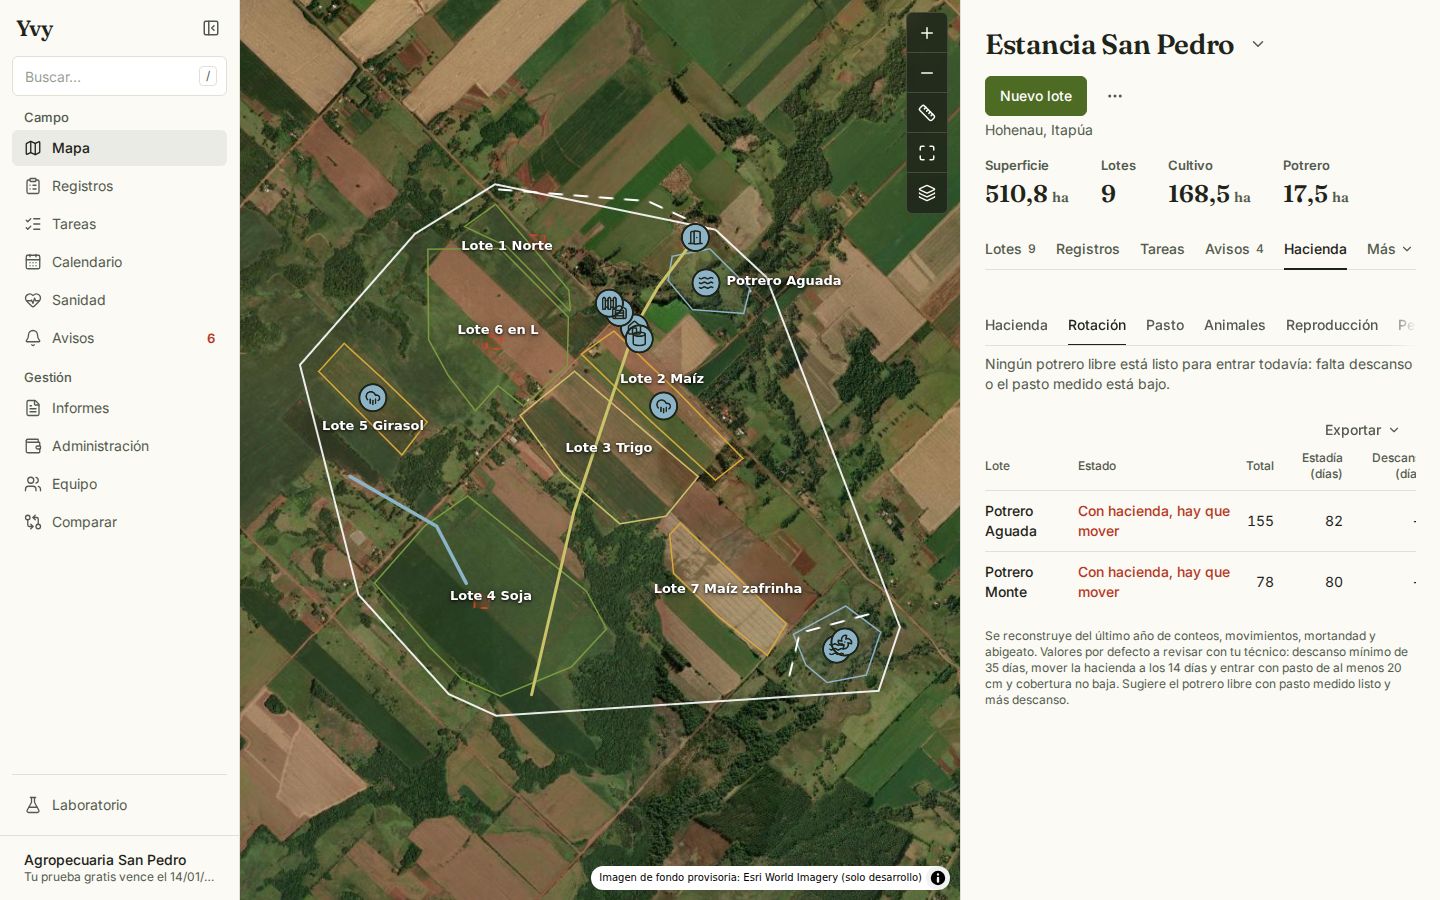 Yvy
Buscar...
/
Campo
Mapa
Registros
Tareas
Calendario
Sanidad
Avisos
6
Gestión
Informes
Administración
Equipo
Comparar
Laboratorio
Agropecuaria San Pedro
Tu prueba gratis vence el 14/01/...
Lote 1 Norte
Potrero Aguada
Lote 6 en L
Lote 2 Maíz
Lote 5 Girasol
Lote 3 Trigo
Lote 4 Soja
Lote 7 Maíz zafrinha
Imagen de fondo provisoria: Esri World Imagery (solo desarrollo)
Estancia San Pedro
Nuevo lote
Hohenau, Itapúa
Superficie Lotes Cultivo Potrero
510,8 ha 9 168,5 ha 17,5 ha
Lotes 9 Registros Tareas Avisos 4 Hacienda Más
Hacienda Rotación Pasto Animales Reproducción Pe
Ningún potrero libre está listo para entrar todavía: falta descanso
o el pasto medido está bajo.
Exportar
Lote Estado Total Estadía (días) Descans (día
Potrero Aguada Con hacienda, hay que mover 155 82 -
Potrero Monte Con hacienda, hay que mover 78 80 -
Se reconstruye del último año de conteos, movimientos, mortandad y
abigeato. Valores por defecto a revisar con tu técnico: descanso mínimo de
35 días, mover la hacienda a los 14 días y entrar con pasto de al menos 20
cm y cobertura no baja. Sugiere el potrero libre con pasto medido listo y
más descanso.